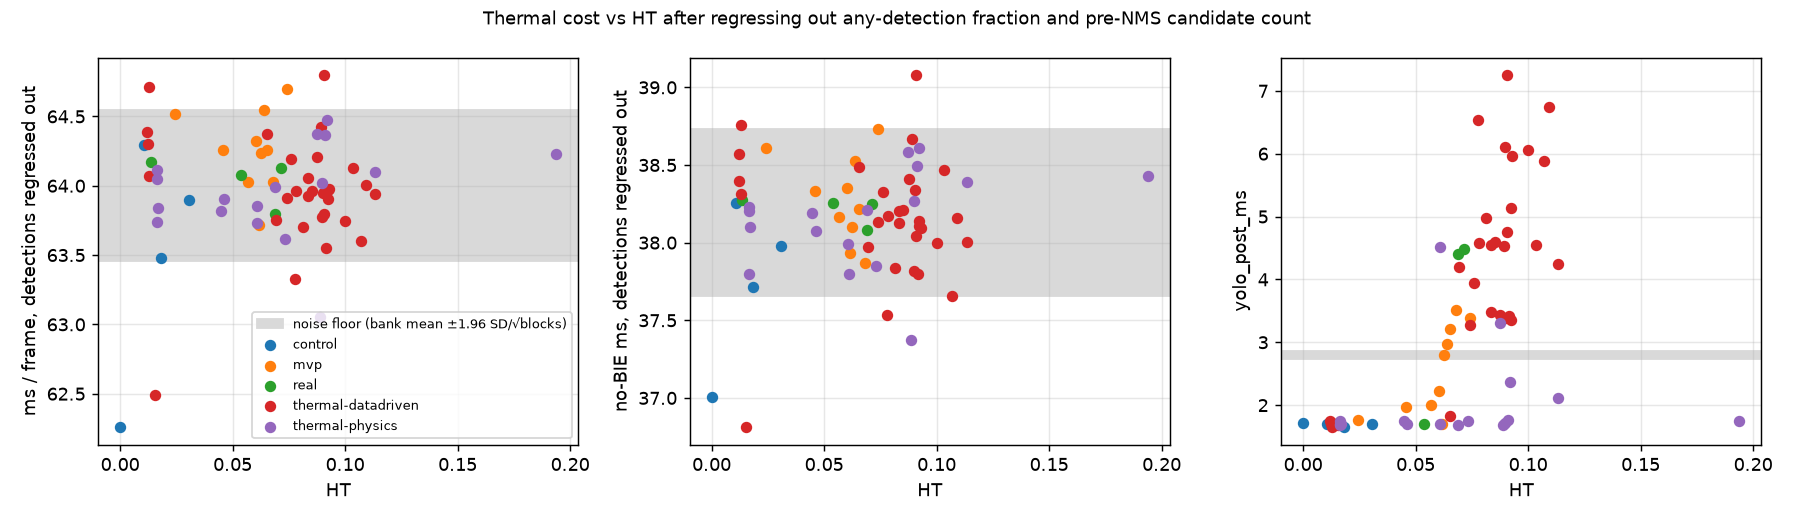 Thermal cost vs HT after regressing out any-detection fraction and pre-NMS candidate count
ms / frame, detections regressed out
64.5
64.0
63.5
63.0
62.5
0.00
0.05
0.10
0.15
0.20
HT
noise floor (bank mean ±1.96 SD/√blocks)
control
mvp
real
thermal-datadriven
thermal-physics
no-BIE ms, detections regressed out
39.0
38.5
38.0
37.5
37.0
0.00
0.05
0.10
0.15
0.20
HT
yolo_post_ms
7
6
5
4
3
2
0.00
0.05
0.10
0.15
0.20
HT